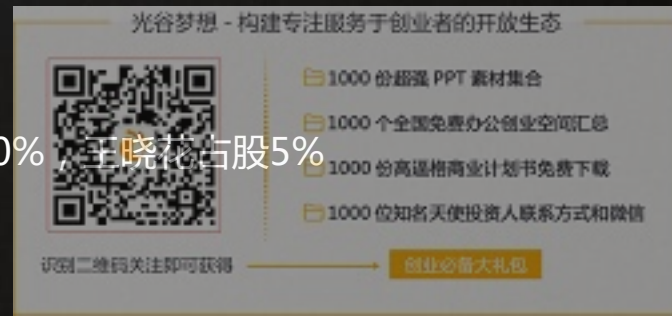 光谷梦想 - 构建专注服务于创业者的开放生态
1000 份超强 PPT 素材集合
1000 个全国免费办公创业空间汇总
0%，王晓花占股5%
1000 份高逼格商业计划书免费下载
1000 位知名天使投资人联系方式和微信
识别二维码关注即可获得
创业必备大礼包